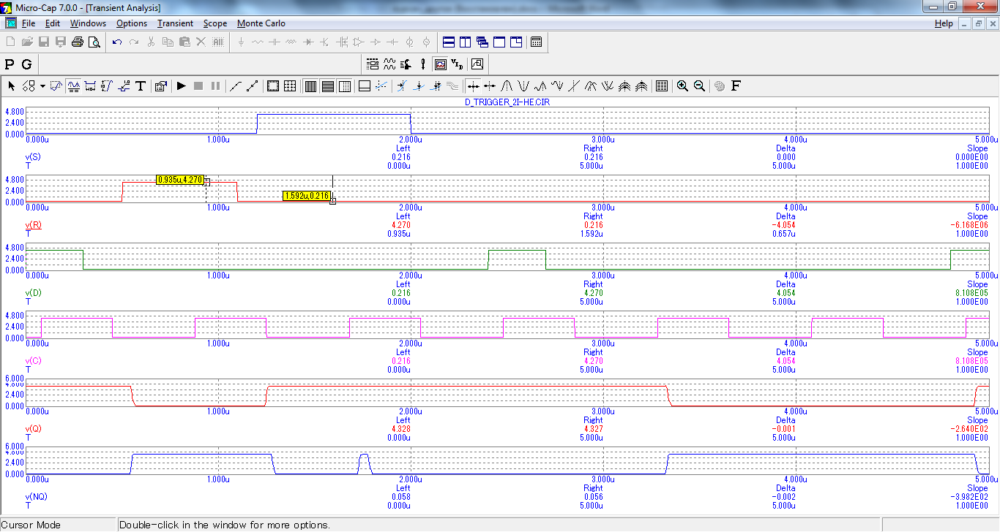 Micro-Cap 7.0.0 - [Transient Analysis]
File Edit Windows Options Transient Scope Monte Carlo Help
P G
T F
D_TRIGGER_2I-HE.CIR
4.800
2.400
0.000
0.000u 1.000u 2.000u 3.000u 4.000u 5.000u
Left Right Delta Slope
v(S) 0.216 0.216 0.000 0.000E00
T 0.000u 5.000u 5.000u 1.000E00
4.800
2.400
0.000
0.935u,4.270
1.592u,0.216
0.000u 1.000u 2.000u 3.000u 4.000u 5.000u
Left Right Delta Slope
v(R) 4.270 0.216 -4.054 -6.168E06
T 0.935u 1.592u 0.657u 1.000E00
4.800
2.400
0.000
0.000u 1.000u 2.000u 3.000u 4.000u 5.000u
Left Right Delta Slope
v(D) 0.216 4.270 4.054 8.108E05
T 0.000u 5.000u 5.000u 1.000E00
4.800
2.400
0.000
0.000u 1.000u 2.000u 3.000u 4.000u 5.000u
Left Right Delta Slope
v(C) 0.216 4.270 4.054 8.108E05
T 0.000u 5.000u 5.000u 1.000E00
6.000
4.800
2.400
0.000
0.000u 1.000u 2.000u 3.000u 4.000u 5.000u
Left Right Delta Slope
v(Q) 4.328 4.327 -0.001 -2.640E02
T 0.000u 5.000u 5.000u 1.000E00
6.000
4.800
2.400
0.000
0.000u 1.000u 2.000u 3.000u 4.000u 5.000u
Left Right Delta Slope
v(NQ) 0.058 0.056 -0.002 -3.982E02
T 0.000u 5.000u 5.000u 1.000E00
Cursor Mode Double-click in the window for more options.